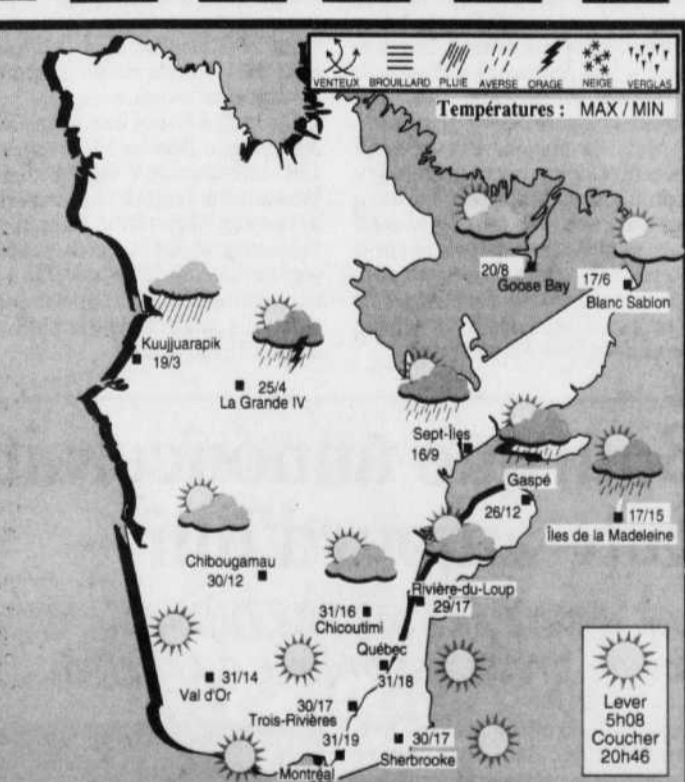 VENTEUX BROUILLARD PLUIE AVERSE ORAGE NEIGE VERGLAS
Températures : MAX / MIN
20/8
Goose Bay
17/6
Blanc Sablon
Kuujjuarapik
19/3
25/4
La Grande IV
Sept-Îles
16/9
Gaspé
26/12
17/15
Îles de la Madeleine
Chibougamau
30/12
Rivière-du-Loup
29/17
31/16
Chicoutimi
Québec
31/18
31/14
Val d'Or
30/17
Trois-Rivières
31/19
Montréal
30/17
Sherbrooke
Lever
5h08
Coucher
20h46